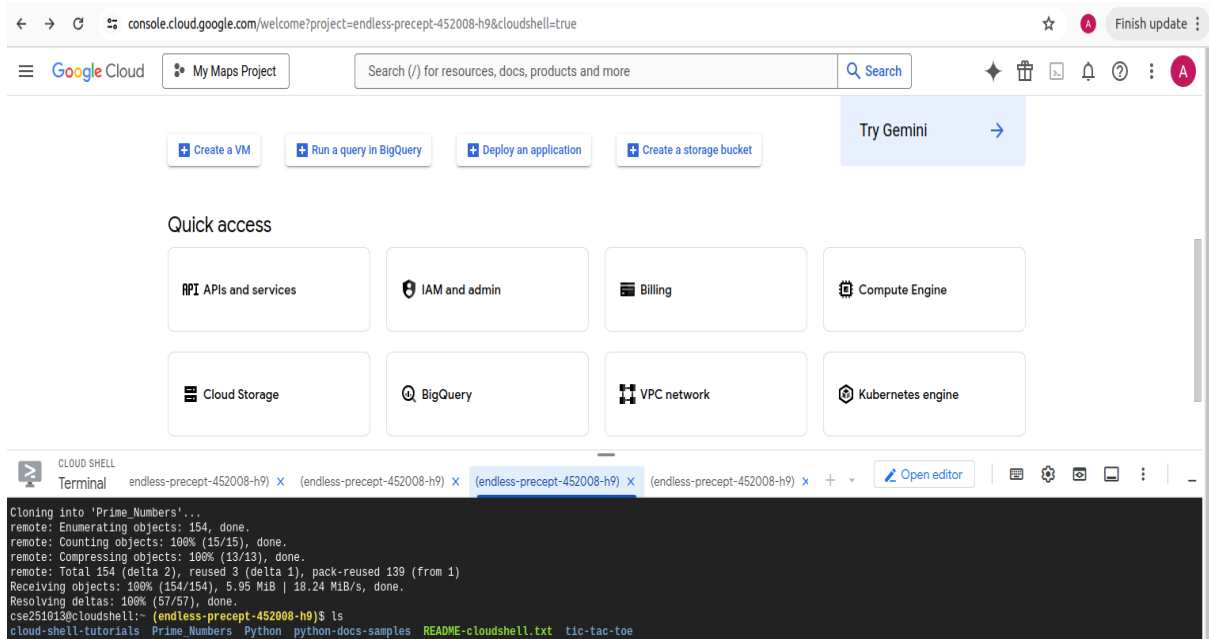 console.cloud.google.com/welcome?project=endless-precept-452008-h9&cloudshell=true
A
Finish update
Google Cloud
My Maps Project
Search (/) for resources, docs, products and more
Search
A
Create a VM
Run a query in BigQuery
Deploy an application
Create a storage bucket
Try Gemini
Quick access
API APIs and services
IAM and admin
Billing
Compute Engine
Cloud Storage
BigQuery
VPC network
Kubernetes engine
CLOUD SHELL
Terminal
(endless-precept-452008-h9) x
(endless-precept-452008-h9) x
(endless-precept-452008-h9) x
(endless-precept-452008-h9) x
Open editor
Cloning into 'Prime_Numbers'...
remote: Enumerating objects: 154, done.
remote: Counting objects: 100% (15/15), done.
remote: Compressing objects: 100% (13/13), done.
remote: Total 154 (delta 2), reused 3 (delta 1), pack-reused 139 (from 1)
Receiving objects: 100% (154/154), 5.95 MiB | 18.24 MiB/s, done.
Resolving deltas: 100% (57/57), done.
cse251013@cloudshell:~ (endless-precept-452008-h9)$ ls
cloud-shell-tutorials Prime_Numbers Python python-docs-samples README-cloudshell.txt tic-tac-toe